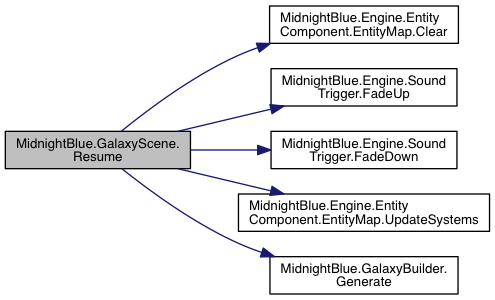 MidnightBlue.GalaxyScene.
Resume
MidnightBlue.Engine.Entity
Component.EntityMap.Clear
MidnightBlue.Engine.Sound
Trigger.FadeUp
MidnightBlue.Engine.Sound
Trigger.FadeDown
MidnightBlue.Engine.Entity
Component.EntityMap.UpdateSystems
MidnightBlue.GalaxyBuilder.
Generate